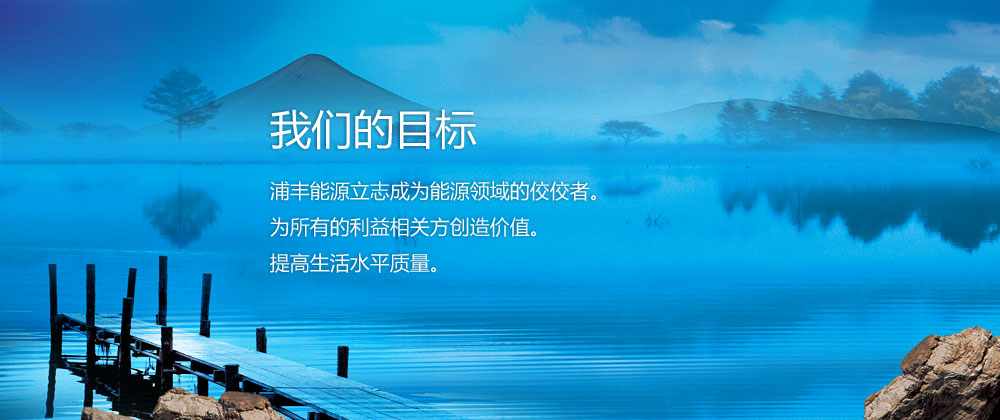 我们的目标
浦丰能源立志成为能源领域的佼佼者。
为所有的利益相关方创造价值。
提高生活水平质量。